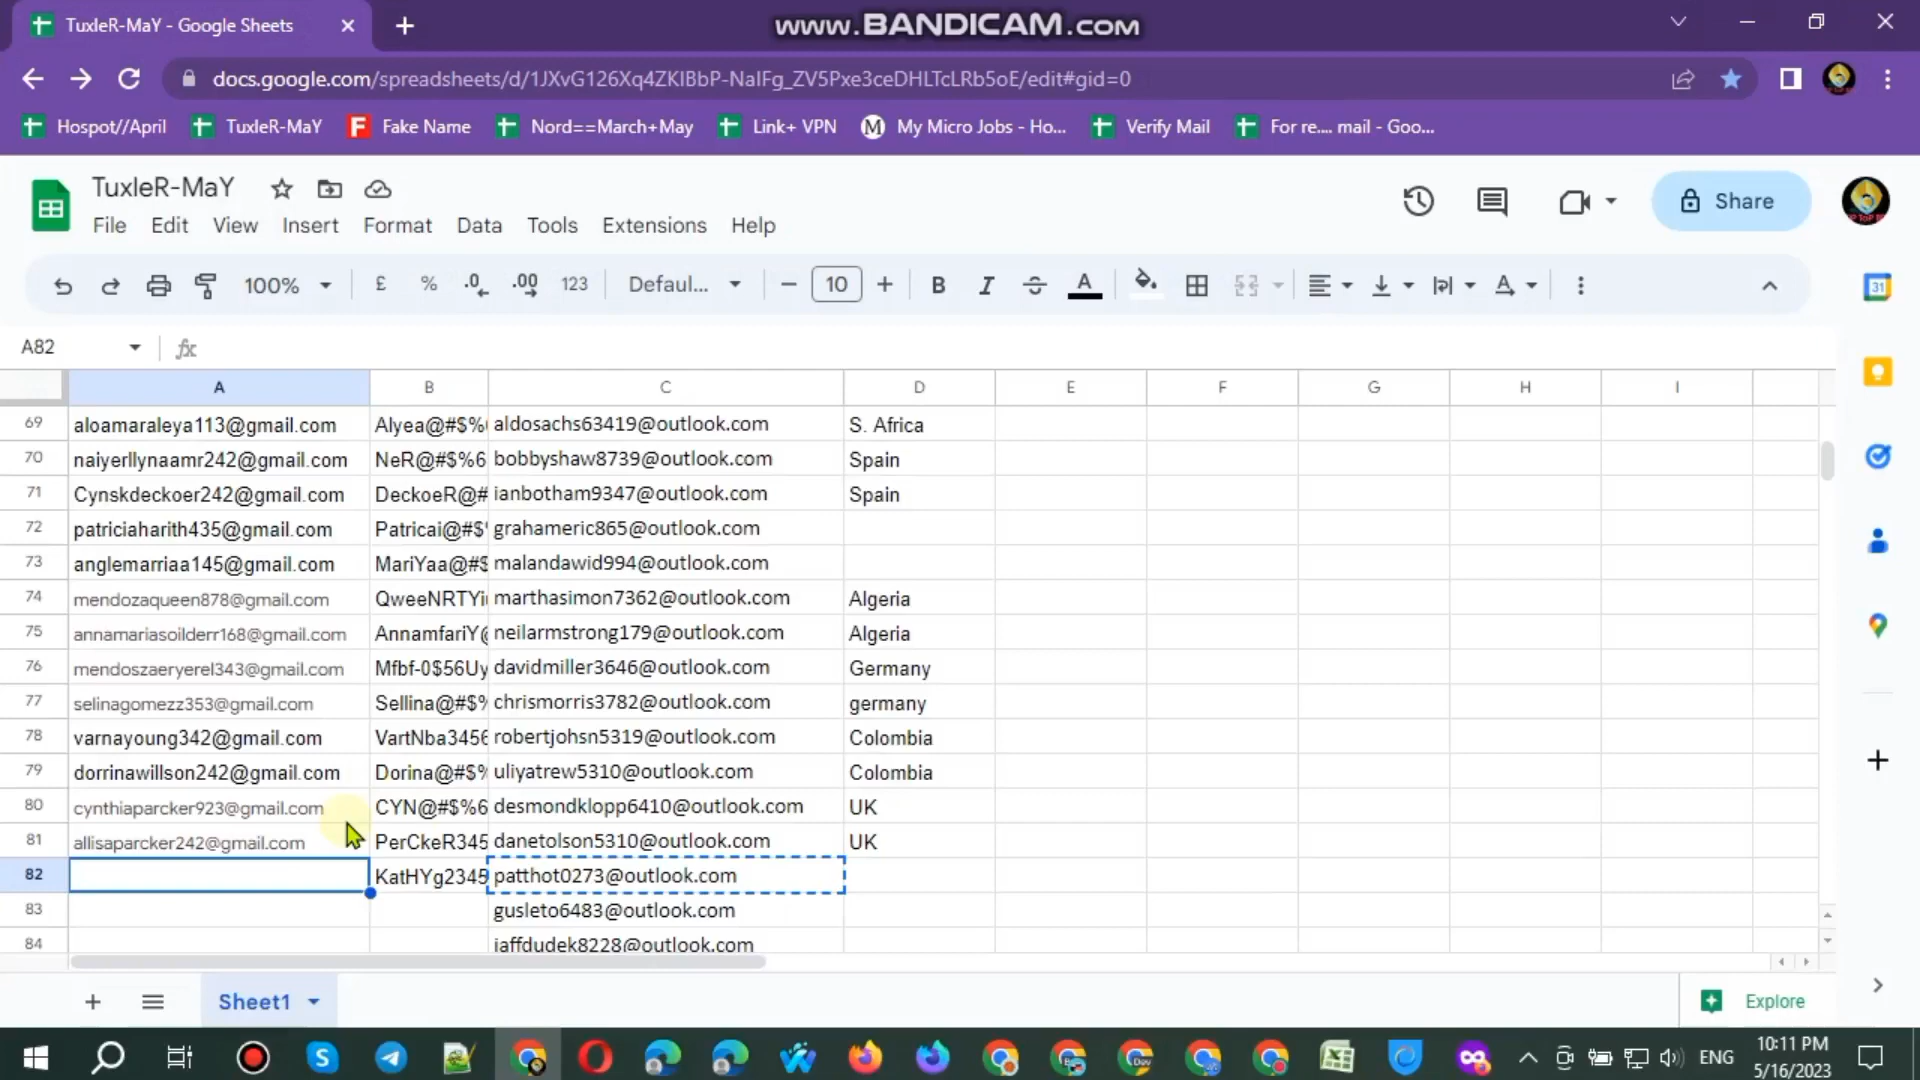 TuxleR-MaY - Google Sheets
www.BANDICAM.com
docs.google.com/spreadsheets/d/1JXvG126Xq4ZKIBbP-NaIFg_ZV5Pxe3ceDHLTcLRb5oE/edit#gid=0
Hospot//April TuxleR-MaY Fake Name Nord==March+May Link+ VPN My Micro Jobs - Ho... Verify Mail For re.... mail - Goo...
TuxleR-MaY
Share
File Edit View Insert Format Data Tools Extensions Help
100% £ % .0 .00 123 Defaul... 10 B I A
A82 fx
A B C D E F G H I
69 aloamaraleya113@gmail.com Alyea@#$% aldosachs63419@outlook.com S. Africa
70 naiyerllynaamr242@gmail.com NeR@#$%6 bobbyshaw8739@outlook.com Spain
71 Cynskdeckoer242@gmail.com DeckoeR@# ianbotham9347@outlook.com Spain
72 patriciaharith435@gmail.com Patricai@#$ grahameric865@outlook.com
73 anglemarriaa145@gmail.com MariYaa@#$ malandawid994@outlook.com
74 mendozaqueen878@gmail.com QweeNRTYi marthasimon7362@outlook.com Algeria
75 annamariasoilderr168@gmail.com AnnamfariY@ neilarmstrong179@outlook.com Algeria
76 mendoszaeryerel343@gmail.com Mfbf-0$56Uy davidmiller3646@outlook.com Germany
77 selinagomezz353@gmail.com Sellina@#$% chrismorris3782@outlook.com germany
78 varnayoung342@gmail.com VartNba3456 robertjohsn5319@outlook.com Colombia
79 dorrinawillson242@gmail.com Dorina@#$% uliyatrew5310@outlook.com Colombia
80 cynthiaparcker923@gmail.com CYN@#$%6 desmondklopp6410@outlook.com UK
81 allisaparcker242@gmail.com PerCkeR345 danetolson5310@outlook.com UK
82 KatHYg2345 patthot0273@outlook.com
83 gusleto6483@outlook.com
84 iaffdudek8228@outlook.com
Sheet1
Explore
ENG
10:11 PM
5/16/2023